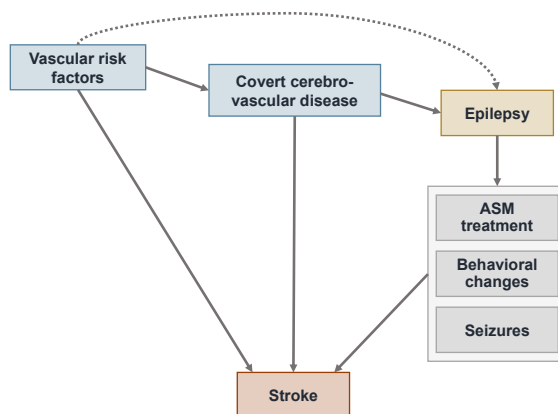 Vascular risk
factors
Covert cerebro-
vascular disease
Epilepsy
ASM
treatment
Behavioral
changes
Seizures
Stroke